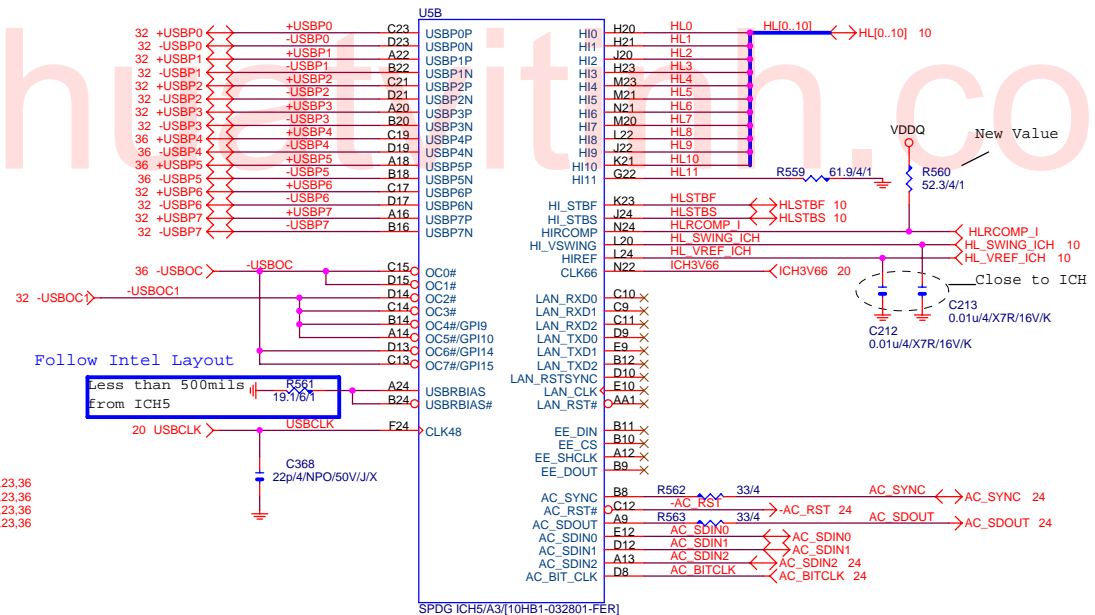 huatvitinh.co
U5B
32 +USBP0 +USBP0 C23 USBP0P
32 -USBP0 -USBP0 D23 USBP0N
32 +USBP1 +USBP1 A22 USBP1P
32 -USBP1 -USBP1 B22 USBP1N
32 +USBP2 +USBP2 C21 USBP2P
32 -USBP2 -USBP2 D21 USBP2N
32 +USBP3 +USBP3 A20 USBP3P
32 -USBP3 -USBP3 B20 USBP3N
36 +USBP4 +USBP4 C19 USBP4P
36 -USBP4 -USBP4 D19 USBP4N
36 +USBP5 +USBP5 A18 USBP5P
36 -USBP5 -USBP5 B18 USBP5N
32 +USBP6 +USBP6 C17 USBP6P
32 -USBP6 -USBP6 D17 USBP6N
32 +USBP7 +USBP7 A16 USBP7P
32 -USBP7 -USBP7 B16 USBP7N
36 -USBOC -USBOC C15 OC0#
D15 OC1#
32 -USBOC1 -USBOC1 D14 OC2#
C14 OC3#
B14 OC4#/GPI9
A14 OC5#/GPI10
D13 OC6#/GPI14
C13 OC7#/GPI15
Follow Intel Layout
Less than 500mils
from ICH5
R561
19.1/6/1
A24 USBRBIAS
B24 USBRBIAS#
20 USBCLK USBCLK F24 CLK48
C368
22p/4/NPO/50V/J/X
,23,36
,23,36
,23,36
,23,36
HI0 H20 HL0 HL[0..10] HL[0..10] 10
HI1 H21 HL1
HI2 J20 HL2
HI3 H23 HL3
HI4 M23 HL4
HI5 M21 HL5
HI6 N21 HL6
HI7 M20 HL7
HI8 L22 HL8
HI9 J22 HL9
HI10 K21 HL10
HI11 G22 HL11
R559 61.9/4/1
VDDQ
New Value
R560
52.3/4/1
HI_STBF K23 HLSTBF HLSTBF 10
HI_STBS J24 HLSTBS HLSTBS 10
HIRCOMP N24 HLRCOMP_I HLRCOMP_I
HI_VSWING L20 HL_SWING_ICH HL_SWING_ICH 10
HIREF L24 HL_VREF_ICH HL_VREF_ICH 10
CLK66 N22 ICH3V66 ICH3V66 20
Close to ICH
C213
0.01u/4/X7R/16V/K
C212
0.01u/4/X7R/16V/K
LAN_RXD0 C10
LAN_RXD1 C9
LAN_RXD2 C11
LAN_TXD0 D9
LAN_TXD1 E9
LAN_TXD2 B12
LAN_RSTSYNC D10
LAN_CLK E10
LAN_RST# AA1
EE_DIN B11
EE_CS B10
EE_SHCLK A12
EE_DOUT B9
AC_SYNC B8 R562 33/4 AC_SYNC AC_SYNC 24
AC_RST# C12 -AC_RST -AC_RST 24
AC_SDOUT A9 R563 33/4 AC_SDOUT AC_SDOUT 24
AC_SDIN0 E12 AC_SDIN0 AC_SDIN0
AC_SDIN1 D12 AC_SDIN1 AC_SDIN1
AC_SDIN2 A13 AC_SDIN2 AC_SDIN2 24
AC_BIT_CLK D8 AC_BITCLK AC_BITCLK 24
SPDG ICH5/A3/[10HB1-032801-FER]